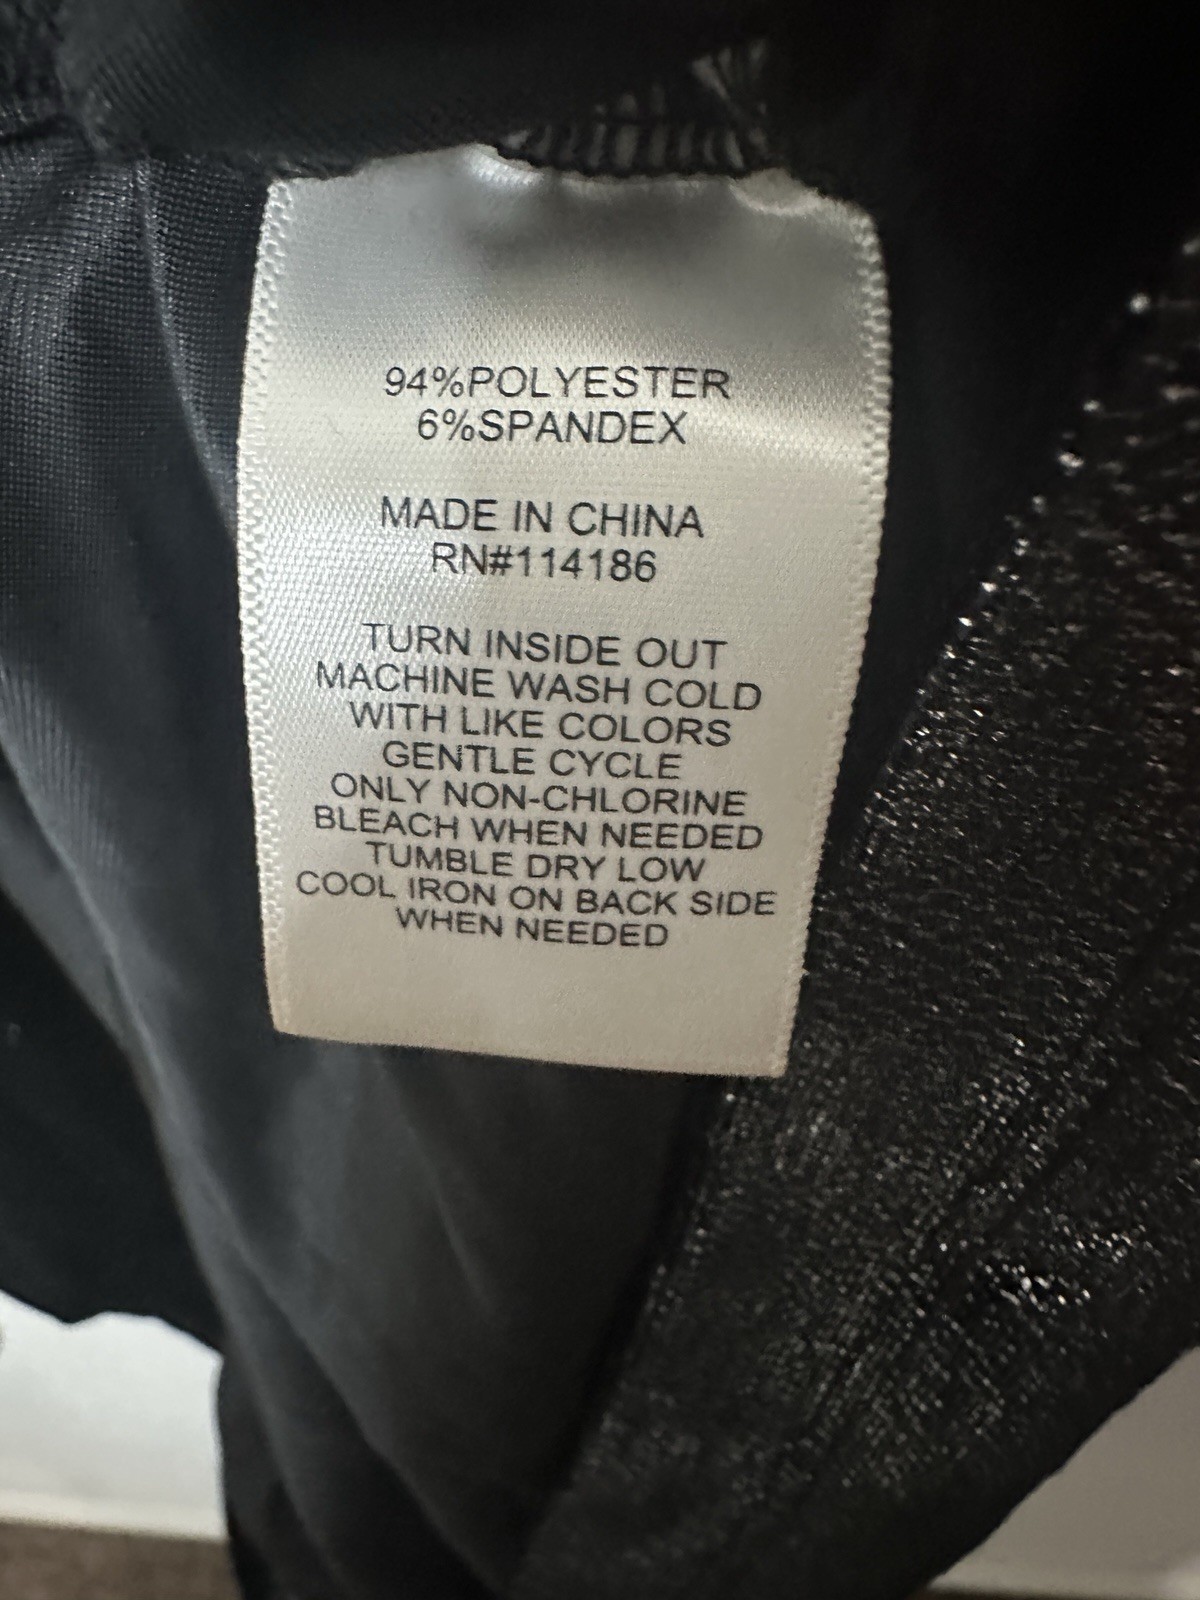 94%POLYESTER
6%SPANDEX
MADE IN CHINA
RN#114186
TURN INSIDE OUT
MACHINE WASH COLD
WITH LIKE COLORS
GENTLE CYCLE
ONLY NON-CHLORINE
BLEACH WHEN NEEDED
TUMBLE DRY LOW
COOL IRON ON BACK SIDE
WHEN NEEDED